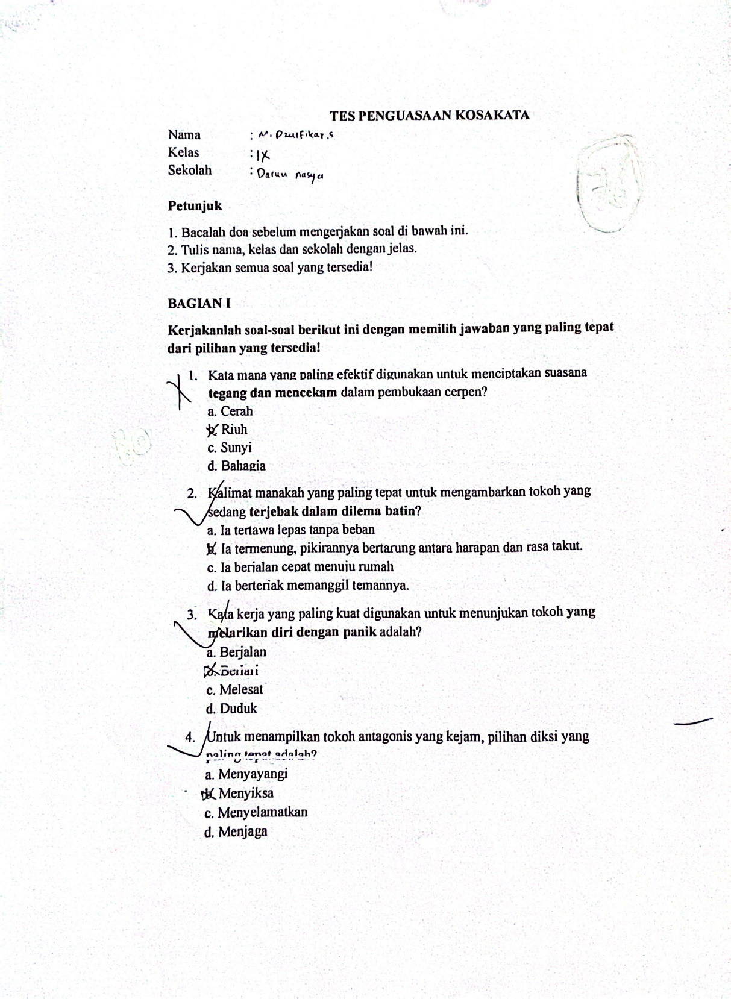 TES PENGUASAAN KOSAKATA
Nama : M. Dzulfikar.S
Kelas : IX
Sekolah : Darun nasya
Petunjuk
1. Bacalah doa sebelum mengerjakan soal di bawah ini.
2. Tulis nama, kelas dan sekolah dengan jelas.
3. Kerjakan semua soal yang tersedia!
BAGIAN I
Kerjakanlah soal-soal berikut ini dengan memilih jawaban yang paling tepat
dari pilihan yang tersedia!
1. Kata mana yang paling efektif digunakan untuk menciptakan suasana
tegang dan mencekam dalam pembukaan cerpen?
a. Cerah
b. Riuh
c. Sunyi
d. Bahagia
2. Kalimat manakah yang paling tepat untuk mengambarkan tokoh yang
sedang terjebak dalam dilema batin?
a. Ia tertawa lepas tanpa beban
b. Ia termenung, pikirannya bertarung antara harapan dan rasa takut.
c. Ia berjalan cepat menuju rumah
d. Ia berteriak memanggil temannya.
3. Kata kerja yang paling kuat digunakan untuk menunjukan tokoh yang
melarikan diri dengan panik adalah?
a. Berjalan
b. Berlari
c. Melesat
d. Duduk
4. Untuk menampilkan tokoh antagonis yang kejam, pilihan diksi yang
paling tepat adalah?
a. Menyayangi
b. Menyiksa
c. Menyelamatkan
d. Menjaga